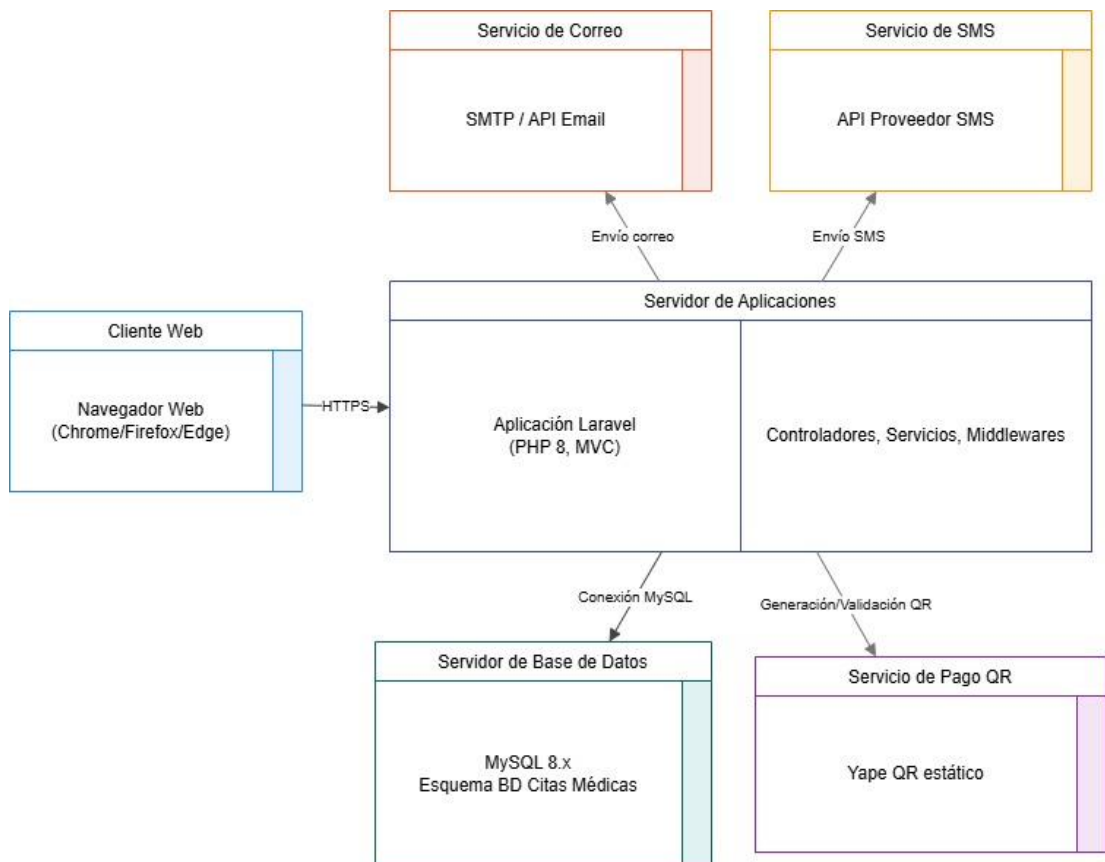 Servicio de Correo
SMTP / API Email
Servicio de SMS
API Proveedor SMS
Envío correo
Envío SMS
Cliente Web
Navegador Web
(Chrome/Firefox/Edge)
HTTPS
Servidor de Aplicaciones
Aplicación Laravel
(PHP 8, MVC)
Controladores, Servicios, Middlewares
Conexión MySQL
Generación/Validación QR
Servidor de Base de Datos
MySQL 8.x
Esquema BD Citas Médicas
Servicio de Pago QR
Yape QR estático